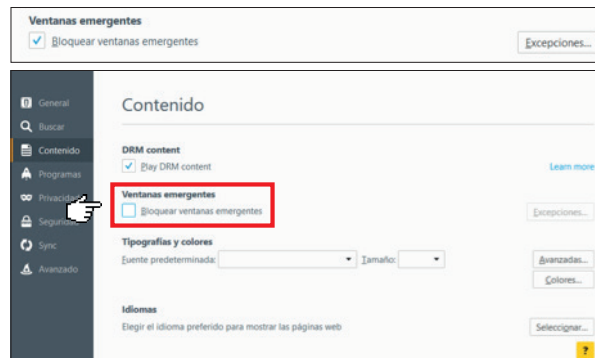 Ventanas emergentes
Bloquear ventanas emergentes
Excepciones...
General
Buscar
Contenido
Programas
Privacidad
Seguridad
Sync
Avanzado
Contenido
DRM content
Play DRM content
Learn more
Ventanas emergentes
Bloquear ventanas emergentes
Excepciones...
Tipografías y colores
Fuente predeterminada: Tamaño: Avanzadas...
Colores...
Idiomas
Elegir el idioma preferido para mostrar las páginas web Seleccignar...
?